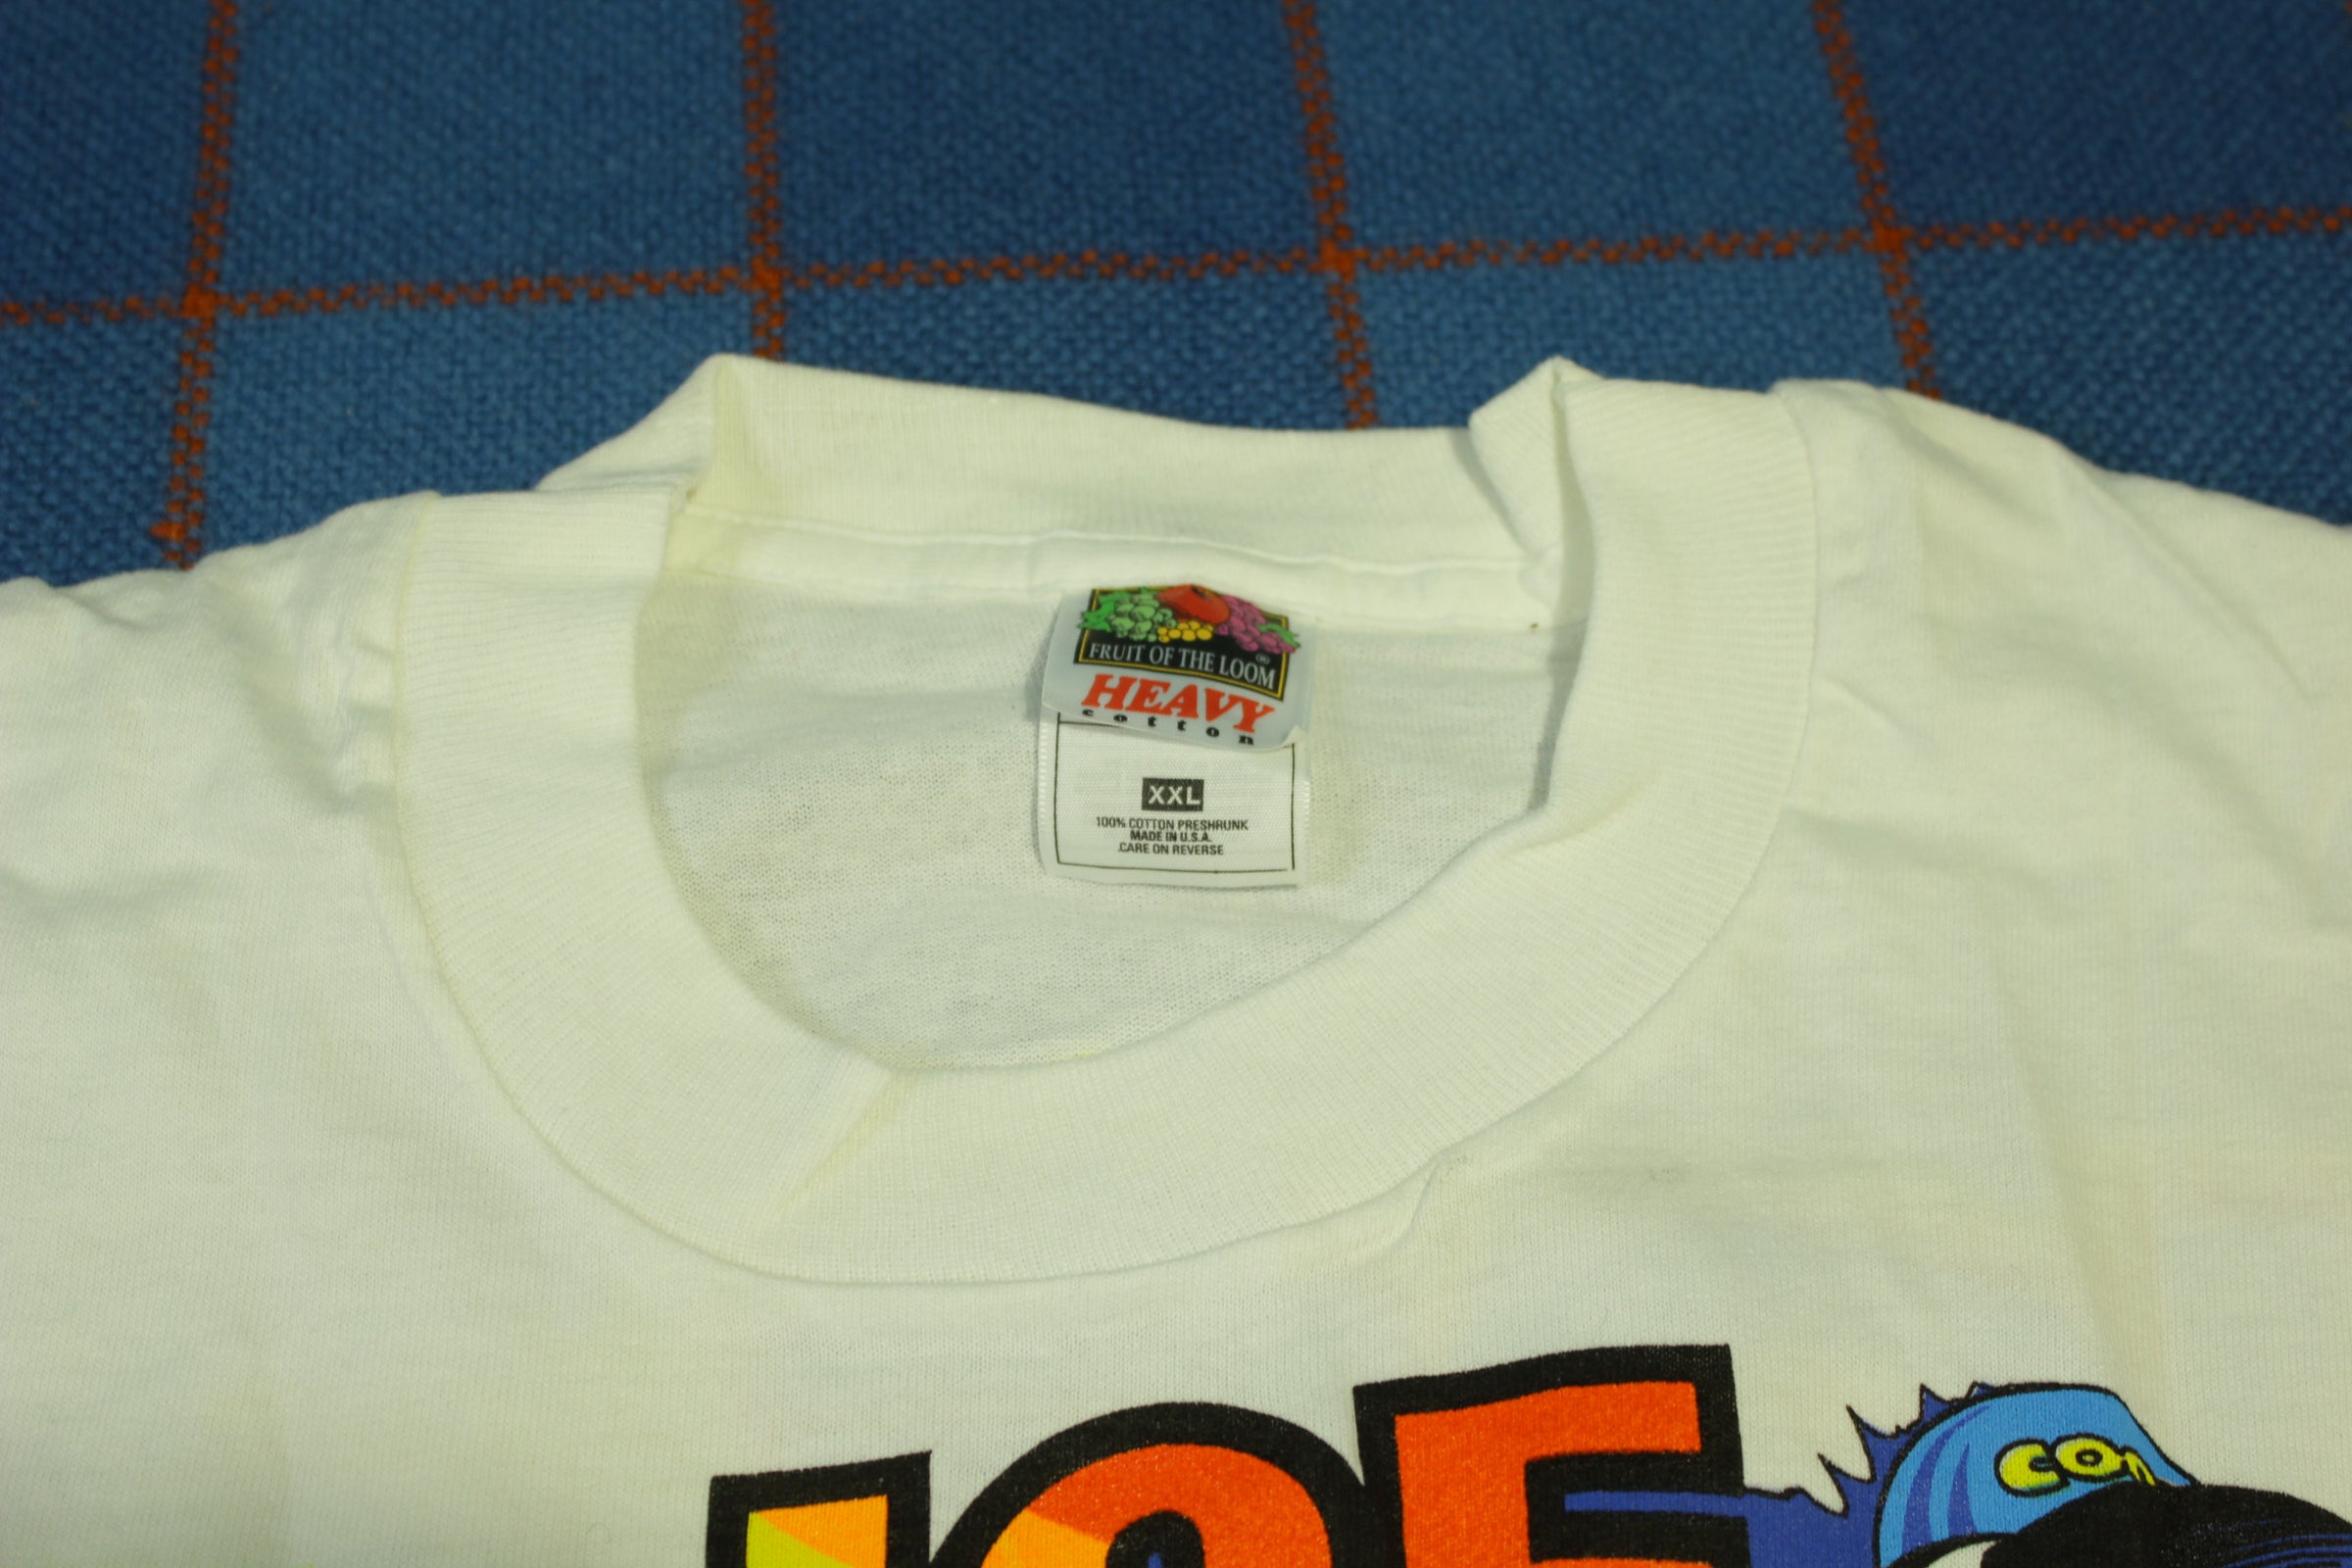 FRUIT OF THE LOOM®
HEAVY
cotton
XXL
100% COTTON PRESHRUNK
MADE IN U.S.A.
CARE ON REVERSE
JOE